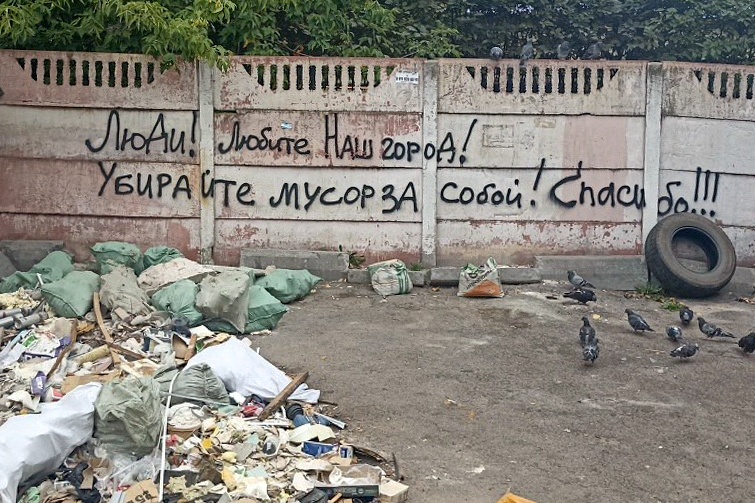 Люди! Любите Наш город!
Убирайте мусор за собой! Спасибо!!!